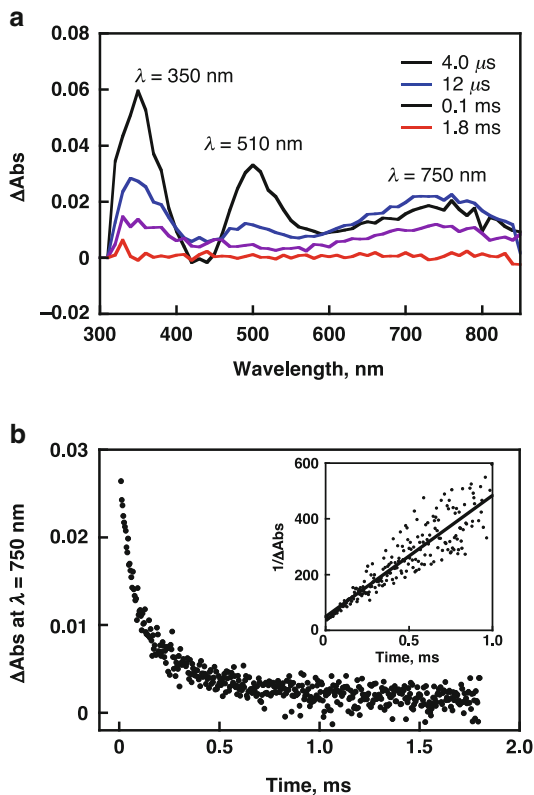 a
0.08
0.06
0.04
0.02
0
−0.02
ΔAbs
λ = 350 nm
λ = 510 nm
λ = 750 nm
4.0 μs
12 μs
0.1 ms
1.8 ms
300 400 500 600 700 800
Wavelength, nm
b
0.03
0.02
0.01
0
ΔAbs at λ = 750 nm
600
400
200
0
1/ΔAbs
0 0.5 1.0
Time, ms
0 0.5 1.0 1.5 2.0
Time, ms